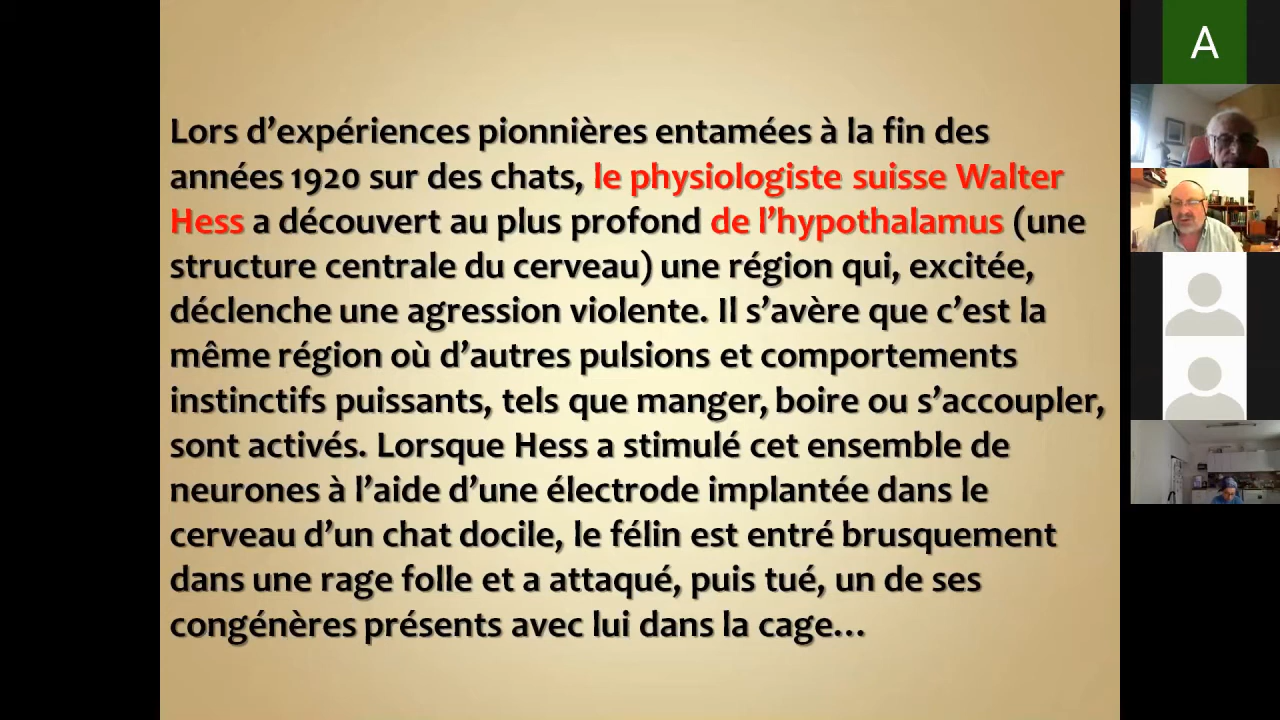 Lors d’expériences pionnières entamées à la fin des
années 1920 sur des chats, le physiologiste suisse Walter
Hess a découvert au plus profond de l’hypothalamus (une
structure centrale du cerveau) une région qui, excitée,
déclenche une agression violente. Il s’avère que c’est la
même région où d’autres pulsions et comportements
instinctifs puissants, tels que manger, boire ou s’accoupler,
sont activés. Lorsque Hess a stimulé cet ensemble de
neurones à l’aide d’une électrode implantée dans le
cerveau d’un chat docile, le félin est entré brusquement
dans une rage folle et a attaqué, puis tué, un de ses
congénères présents avec lui dans la cage…
A